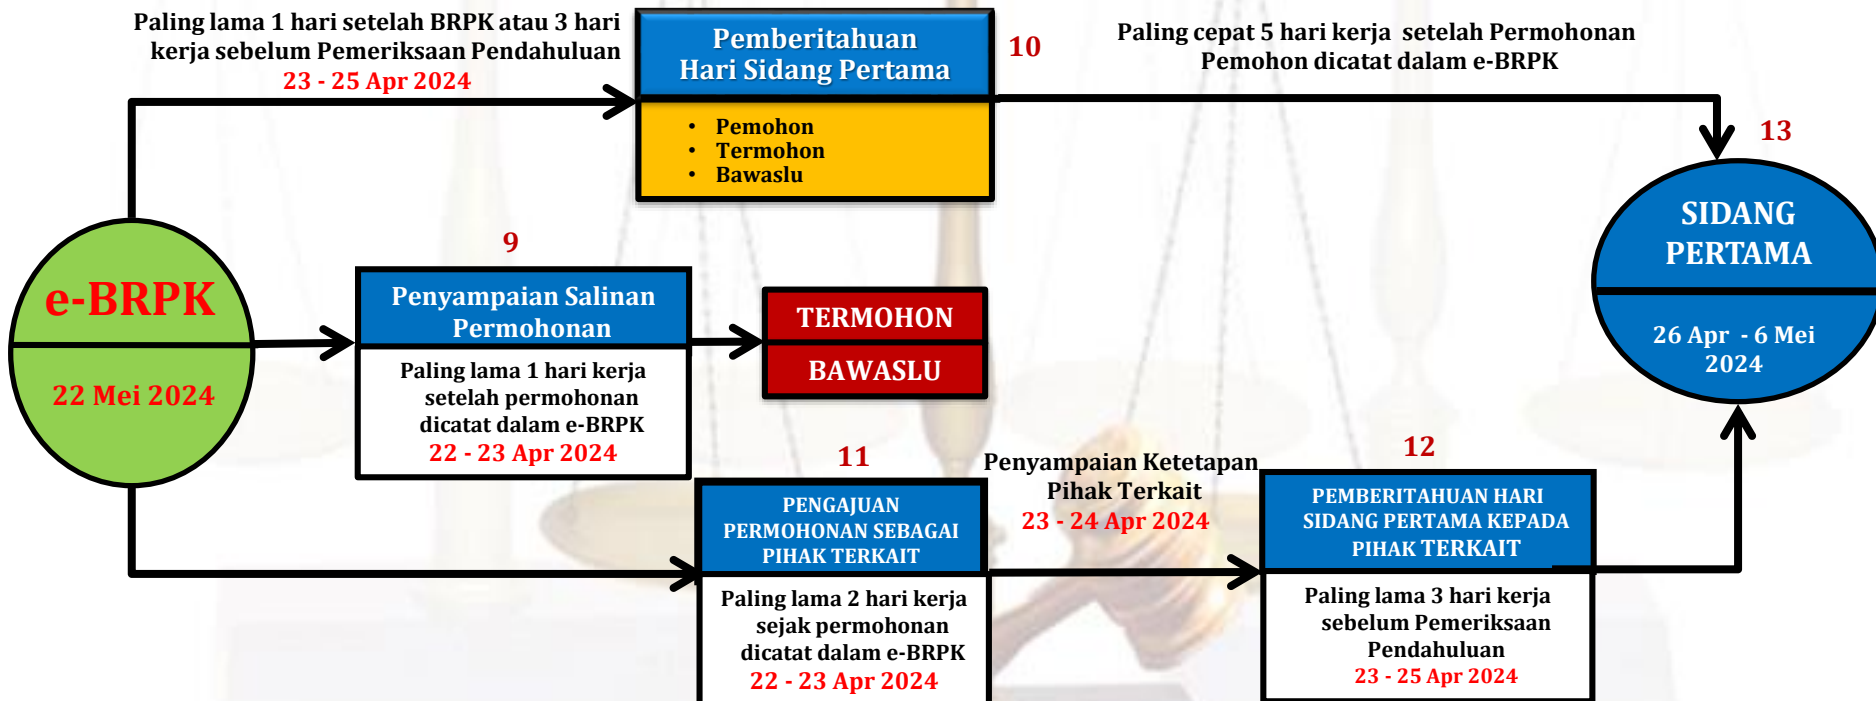 Paling lama 1 hari setelah BRPK atau 3 hari
kerja sebelum Pemeriksaan Pendahuluan
23 - 25 Apr 2024
Pemberitahuan
Hari Sidang Pertama
10
• Pemohon
• Termohon
• Bawaslu
Paling cepat 5 hari kerja setelah Permohonan
Pemohon dicatat dalam e-BRPK
13
SIDANG
PERTAMA
26 Apr - 6 Mei
2024
e-BRPK
22 Mei 2024
9
Penyampaian Salinan
Permohonan
Paling lama 1 hari kerja
setelah permohonan
dicatat dalam e-BRPK
22 - 23 Apr 2024
TERMOHON
BAWASLU
11
PENGAJUAN
PERMOHONAN SEBAGAI
PIHAK TERKAIT
Paling lama 2 hari kerja
sejak permohonan
dicatat dalam e-BRPK
22 - 23 Apr 2024
Penyampaian Ketetapan
Pihak Terkait
23 - 24 Apr 2024
12
PEMBERITAHUAN HARI
SIDANG PERTAMA KEPADA
PIHAK TERKAIT
Paling lama 3 hari kerja
sebelum Pemeriksaan
Pendahuluan
23 - 25 Apr 2024